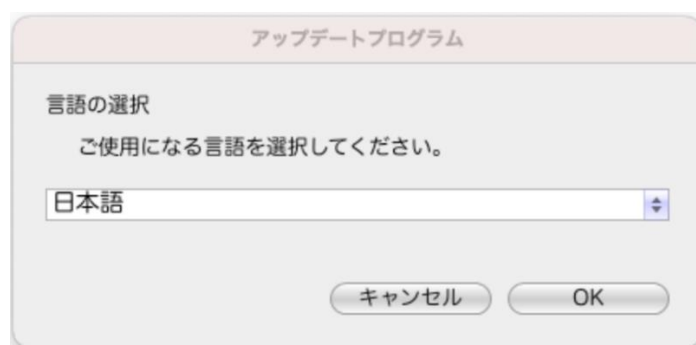 アップデートプログラム
言語の選択
ご使用になる言語を選択してください。
日本語
キャンセル OK